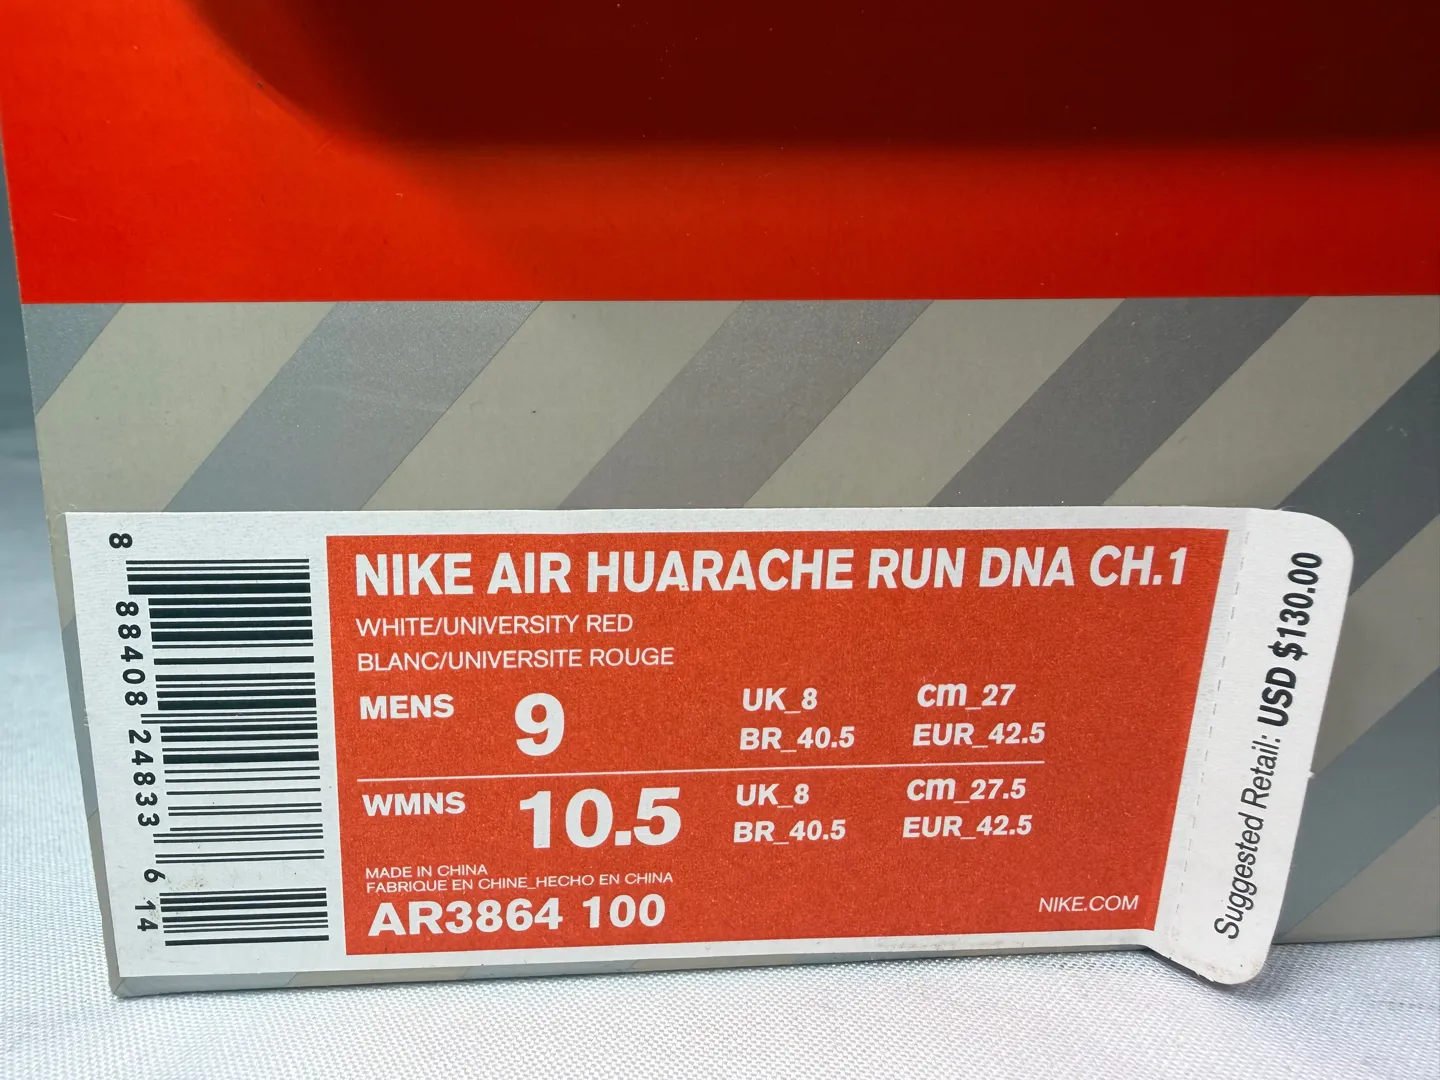 NIKE AIR HUARACHE RUN DNA CH.1
WHITE/UNIVERSITY RED
BLANC/UNIVERSITE ROUGE
MENS 9 UK_8 cm_27
BR_40.5 EUR_42.5
WMNS 10.5 UK_8 cm_27.5
BR_40.5 EUR_42.5
MADE IN CHINA
FABRIQUE EN CHINE_HECHO EN CHINA
AR3864 100
NIKE.COM
8 88408 24833 6 14
Suggested Retail: USD $130.00